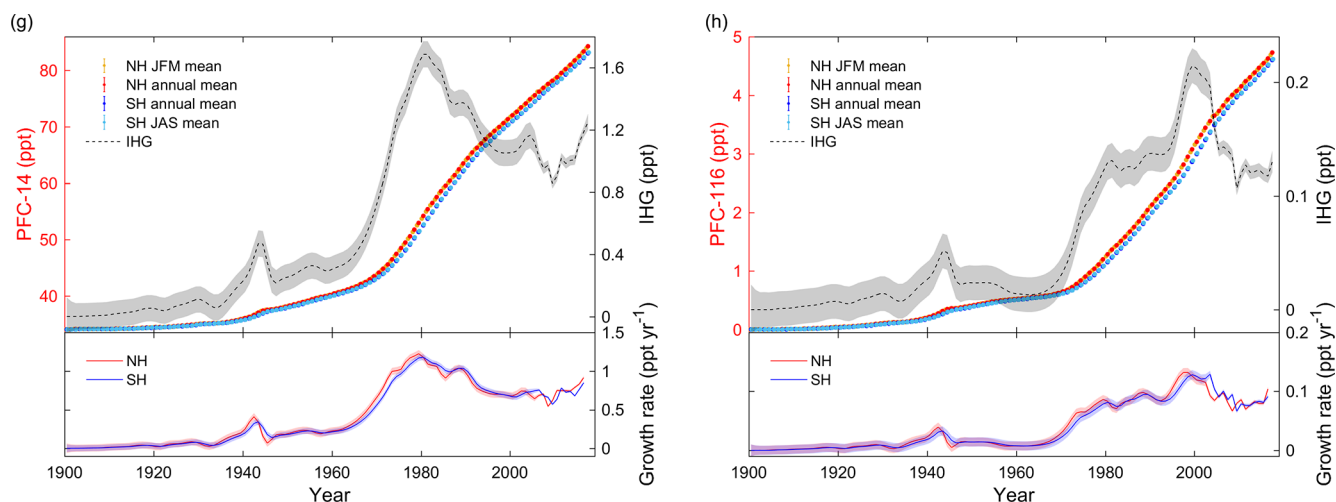 (g)
PFC-14 (ppt)
80
70
60
50
40
NH JFM mean
NH annual mean
SH annual mean
SH JAS mean
IHG
1.6
1.2
0.8
0.4
0
IHG (ppt)
NH
SH
1.5
1
0.5
0
Growth rate (ppt yr-1)
1900
1920
1940
1960
1980
2000
Year
(h)
PFC-116 (ppt)
5
4
3
2
1
0
NH JFM mean
NH annual mean
SH annual mean
SH JAS mean
IHG
0.2
0.1
0
IHG (ppt)
NH
SH
0.2
0.1
0
Growth rate (ppt yr-1)
1900
1920
1940
1960
1980
2000
Year